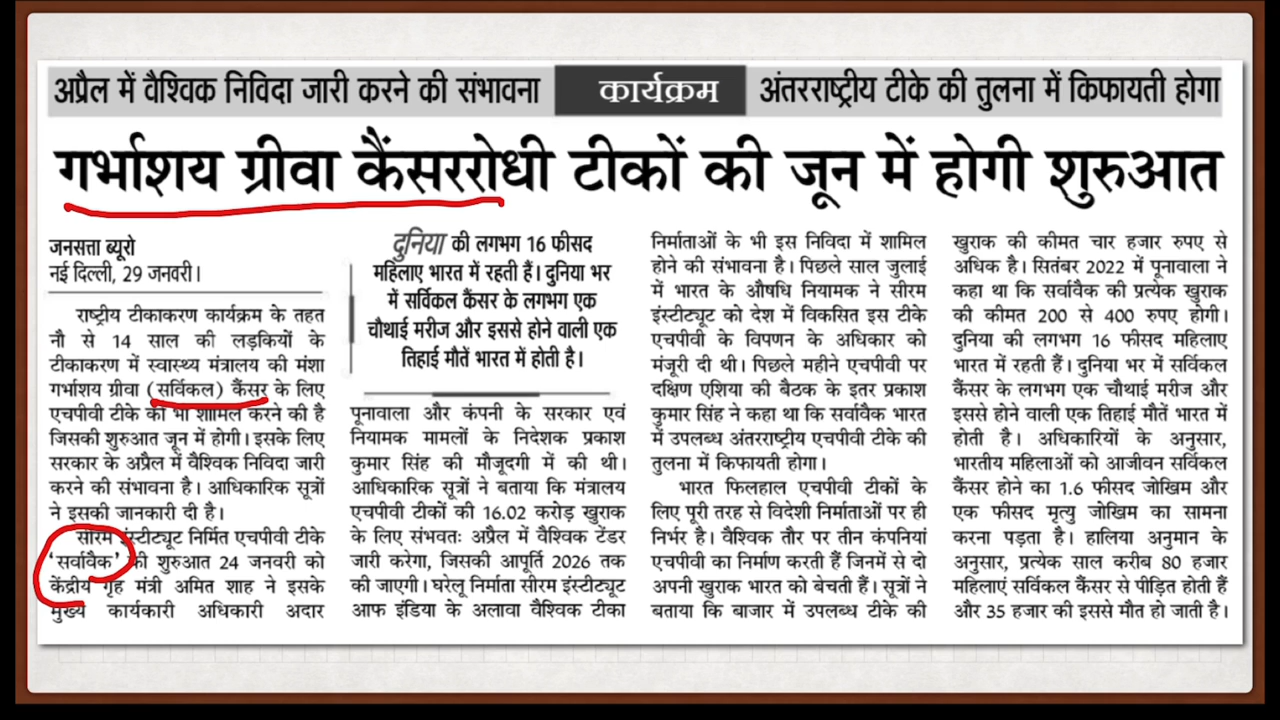 अप्रैल में वैश्विक निविदा जारी करने की संभावना
कार्यक्रम
अंतरराष्ट्रीय टीके की तुलना में किफायती होगा
गर्भाशय ग्रीवा कैंसररोधी टीकों की जून में होगी शुरुआत
जनसत्ता ब्यूरो
नई दिल्ली, 29 जनवरी।
राष्ट्रीय टीकाकरण कार्यक्रम के तहत
नौ से 14 साल की लड़कियों के
टीकाकरण में स्वास्थ्य मंत्रालय की मंशा
गर्भाशय ग्रीवा (सर्विकल) कैंसर के लिए
एचपीवी टीके को भी शामिल करने की है
जिसकी शुरुआत जून में होगी। इसके लिए
सरकार के अप्रैल में वैश्विक निविदा जारी
करने की संभावना है। आधिकारिक सूत्रों
ने इसकी जानकारी दी है।
सीरम इंस्टीट्यूट निर्मित एचपीवी टीके
‘सर्वावैक’ की शुरुआत 24 जनवरी को
केंद्रीय गृह मंत्री अमित शाह ने इसके
मुख्य कार्यकारी अधिकारी अदार
दुनिया की लगभग 16 फीसद
महिलाए भारत में रहती हैं। दुनिया भर
में सर्विकल कैंसर के लगभग एक
चौथाई मरीज और इससे होने वाली एक
तिहाई मौतें भारत में होती है।
पूनावाला और कंपनी के सरकार एवं
नियामक मामलों के निदेशक प्रकाश
कुमार सिंह की मौजूदगी में की थी।
आधिकारिक सूत्रों ने बताया कि मंत्रालय
एचपीवी टीकों की 16.02 करोड़ खुराक
के लिए संभवतः अप्रैल में वैश्विक टेंडर
जारी करेगा, जिसकी आपूर्ति 2026 तक
की जाएगी। घरेलू निर्माता सीरम इंस्टीट्यूट
आफ इंडिया के अलावा वैश्विक टीका
निर्माताओं के भी इस निविदा में शामिल
होने की संभावना है। पिछले साल जुलाई
में भारत के औषधि नियामक ने सीरम
इंस्टीट्यूट को देश में विकसित इस टीके
एचपीवी के विपणन के अधिकार को
मंजूरी दी थी। पिछले महीने एचपीवी पर
दक्षिण एशिया की बैठक के इतर प्रकाश
कुमार सिंह ने कहा था कि सर्वावैक भारत
में उपलब्ध अंतरराष्ट्रीय एचपीवी टीके की
तुलना में किफायती होगा।
भारत फिलहाल एचपीवी टीकों के
लिए पूरी तरह से विदेशी निर्माताओं पर ही
निर्भर है। वैश्विक तौर पर तीन कंपनियां
एचपीवी का निर्माण करती हैं जिनमें से दो
अपनी खुराक भारत को बेचती हैं। सूत्रों ने
बताया कि बाजार में उपलब्ध टीके की
खुराक की कीमत चार हजार रुपए से
अधिक है। सितंबर 2022 में पूनावाला ने
कहा था कि सर्वावैक की प्रत्येक खुराक
की कीमत 200 से 400 रुपए होगी।
दुनिया की लगभग 16 फीसद महिलाए
भारत में रहती हैं। दुनिया भर में सर्विकल
कैंसर के लगभग एक चौथाई मरीज और
इससे होने वाली एक तिहाई मौतें भारत में
होती है। अधिकारियों के अनुसार,
भारतीय महिलाओं को आजीवन सर्विकल
कैंसर होने का 1.6 फीसद जोखिम और
एक फीसद मृत्यु जोखिम का सामना
करना पड़ता है। हालिया अनुमान के
अनुसार, प्रत्येक साल करीब 80 हजार
महिलाएं सर्विकल कैंसर से पीड़ित होती हैं
और 35 हजार की इससे मौत हो जाती है।